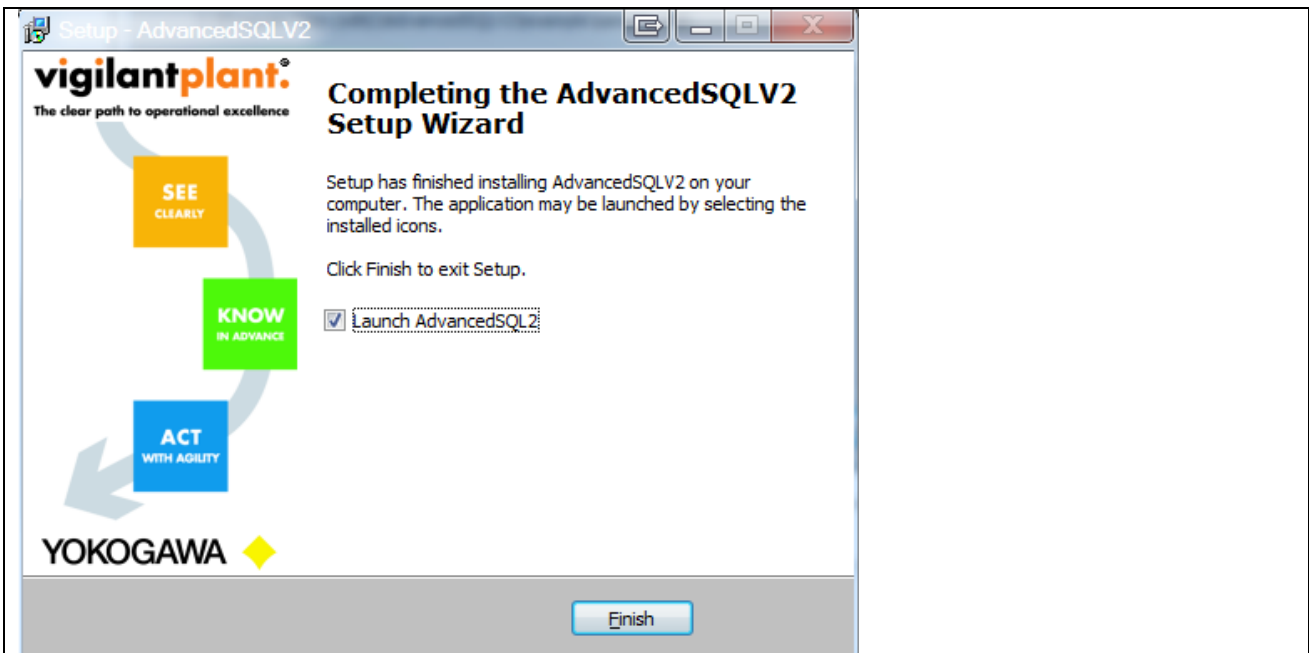 Setup - AdvancedSQLV2
vigilantplant.®
The clear path to operational excellence
SEE
CLEARLY
KNOW
IN ADVANCE
ACT
WITH AGILITY
YOKOGAWA
Completing the AdvancedSQLV2
Setup Wizard
Setup has finished installing AdvancedSQLV2 on your
computer. The application may be launched by selecting the
installed icons.
Click Finish to exit Setup.
Launch AdvancedSQL2
Finish